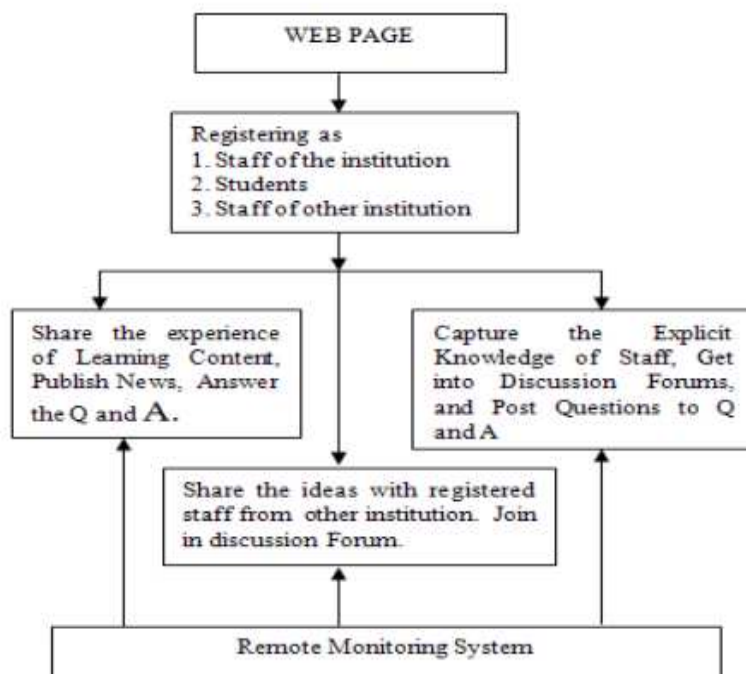 WEB PAGE
Registering as
1. Staff of the institution
2. Students
3. Staff of other institution
Share the experience
of Learning Content,
Publish News, Answer
the Q and A.
Capture the Explicit
Knowledge of Staff, Get
into Discussion Forums,
and Post Questions to Q
and A
Share the ideas with registered
staff from other institution. Join
in discussion Forum.
Remote Monitoring System